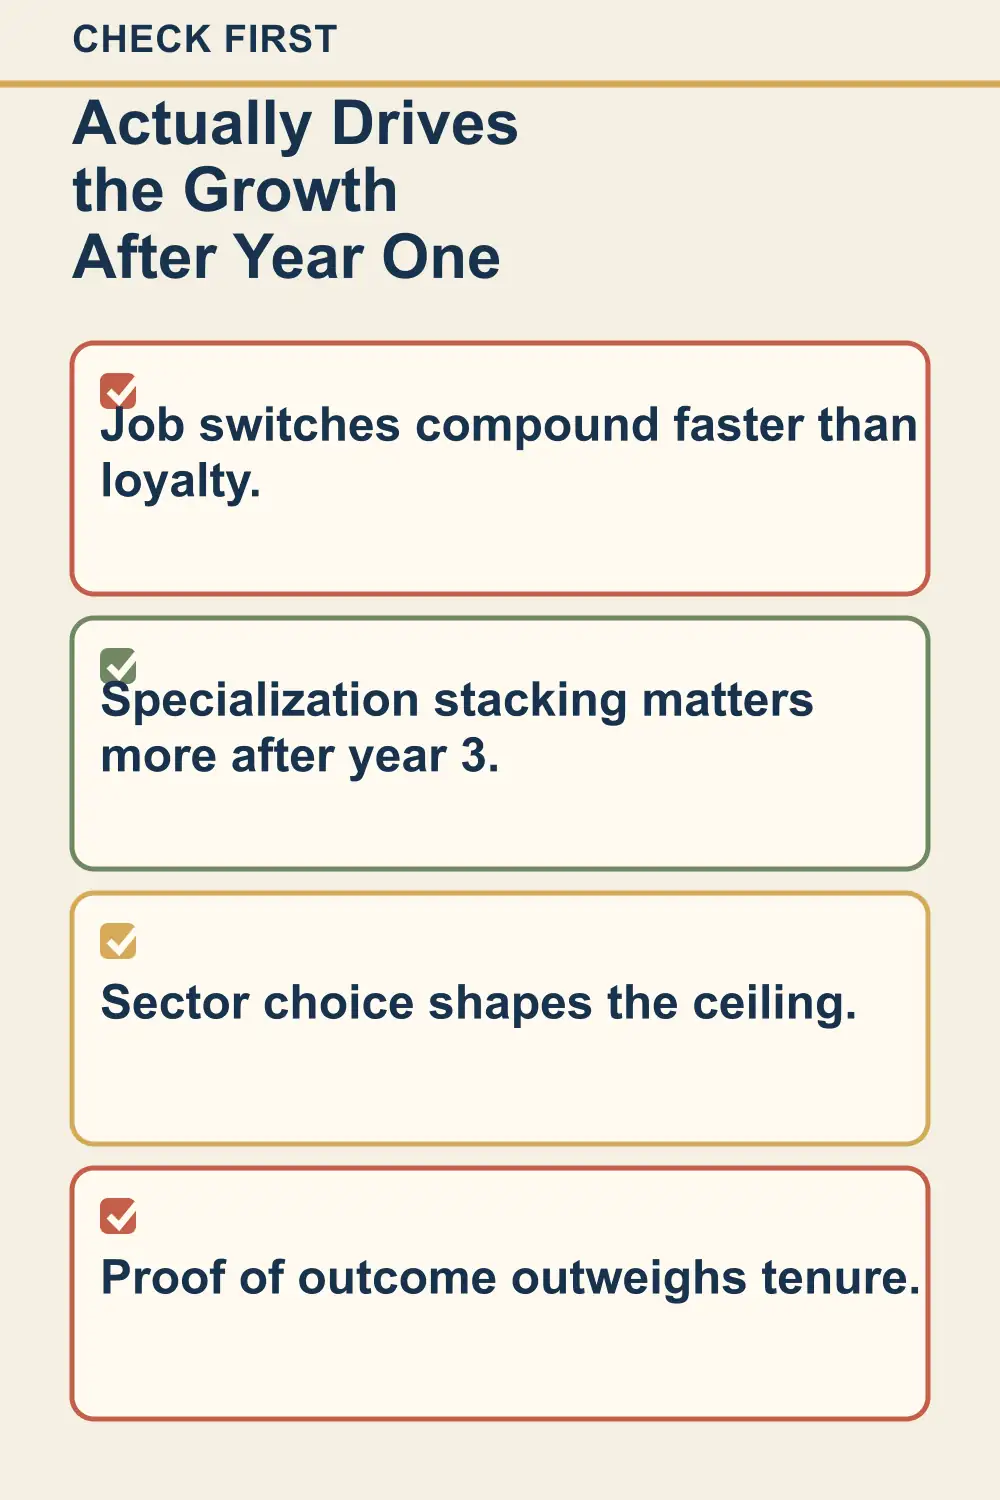 CHECK FIRST
Actually Drives
the Growth
After Year One
Job switches compound faster than
loyalty.
Specialization stacking matters
more after year 3.
Sector choice shapes the ceiling.
Proof of outcome outweighs tenure.